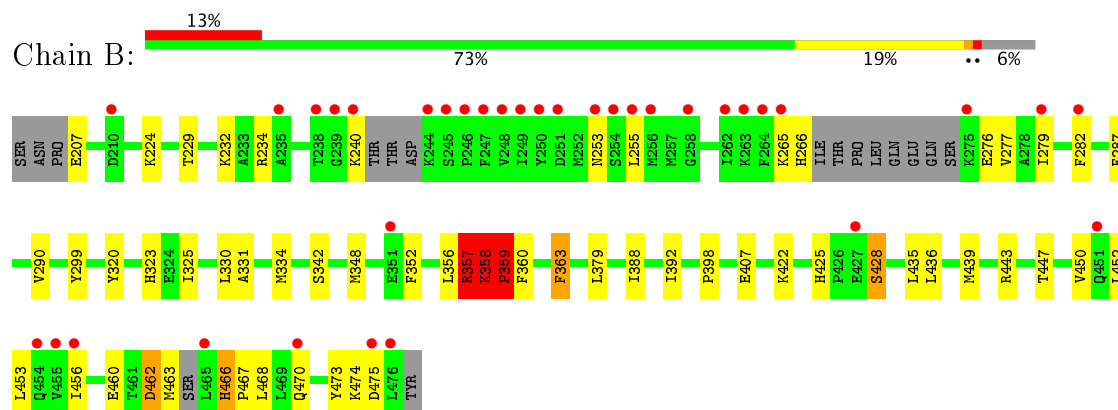 13%
Chain B:
73% 19% •• 6%
SER ASN PRO E207 D210 K224 T229 K232 A233 R234 A235 T238 G239 K240 THR THR ASP K244 S245 P246 F247 V248 I249 Y250 D251 M252 N253 S254 L255 M256 M257 G258 I262 K263 F264 K265 H266 ILE THR PRO LEU GLN GLU GLN SER K275 E276 V277 A278 I279 F282
V290 Y299 Y320 H323 E324 I325 L330 A331 M334 S342 M348 E351 F352 L356 R357 K358 P359 F360 F363 L379 I388 I392 P398 E407 K422 H425 P426 E427 S428 L435 L436 M439 R443 T447 V450 Q451
L453 Q454 V455 I456 E460 T461 D462 M463 SER L465 H466 P467 L468 L469 Q470 Y473 K474 D475 L476 TYR